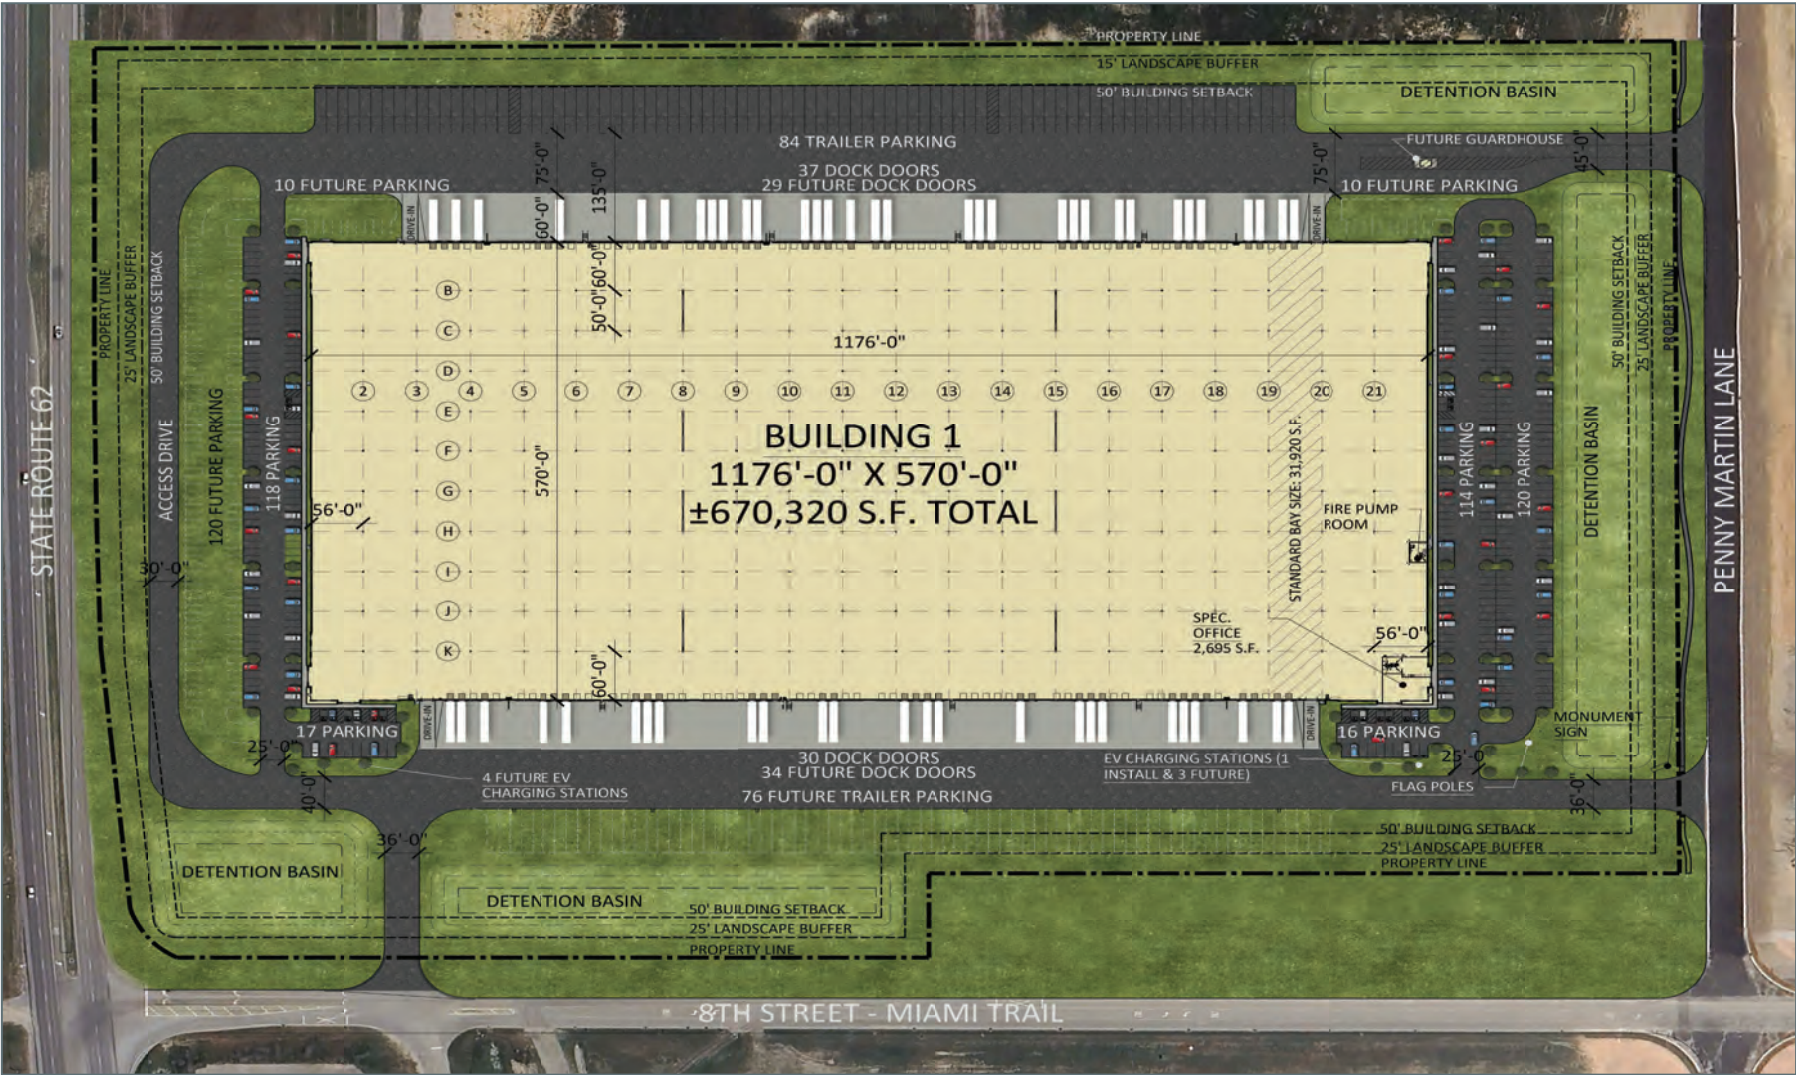 PROPERTY LINE
15' LANDSCAPE BUFFER
50' BUILDING SETBACK
DETENTION BASIN
84 TRAILER PARKING
FUTURE GUARDHOUSE
45'-0"
75'-0"
135'-0"
75'-0"
37 DOCK DOORS
29 FUTURE DOCK DOORS
10 FUTURE PARKING
10 FUTURE PARKING
60'-0"
DRIVE-IN
DRIVE-IN
PROPERTY LINE
25' LANDSCAPE BUFFER
50' BUILDING SETBACK
50' BUILDING SETBACK
25' LANDSCAPE BUFFER
PROPERTY LINE
60'-0"
50'-0"
B
C
D
E
F
G
H
I
J
K
1176'-0"
2
3
4
5
6
7
8
9
10
11
12
13
14
15
16
17
18
19
20
21
STATE ROUTE 62
ACCESS DRIVE
120 FUTURE PARKING
118 PARKING
56'-0"
570'-0"
BUILDING 1
1176'-0" X 570'-0"
±670,320 S.F. TOTAL
STANDARD BAY SIZE: 31,920 S.F.
FIRE PUMP
ROOM
114 PARKING
120 PARKING
DETENTION BASIN
PENNY MARTIN LANE
30'-0"
SPEC.
OFFICE
2,695 S.F.
56'-0"
60'-0"
DRIVE-IN
DRIVE-IN
17 PARKING
16 PARKING
MONUMENT
SIGN
25'-0"
40'-0"
4 FUTURE EV
CHARGING STATIONS
30 DOCK DOORS
34 FUTURE DOCK DOORS
76 FUTURE TRAILER PARKING
EV CHARGING STATIONS (1
INSTALL & 3 FUTURE)
25'-0
FLAG POLES
36'-0"
36'-0"
50' BUILDING SETBACK
25' LANDSCAPE BUFFER
PROPERTY LINE
DETENTION BASIN
DETENTION BASIN
50' BUILDING SETBACK
25' LANDSCAPE BUFFER
PROPERTY LINE
8TH STREET - MIAMI TRAIL